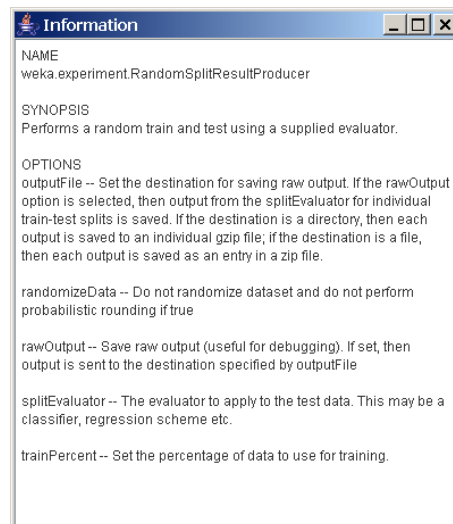 Information
NAME
weka.experiment.RandomSplitResultProducer
SYNOPSIS
Performs a random train and test using a supplied evaluator.
OPTIONS
outputFile -- Set the destination for saving raw output. If the rawOutput
option is selected, then output from the splitEvaluator for individual
train-test splits is saved. If the destination is a directory, then each
output is saved to an individual gzip file; if the destination is a file,
then each output is saved as an entry in a zip file.
randomizeData -- Do not randomize dataset and do not perform
probabilistic rounding if true
rawOutput -- Save raw output (useful for debugging). If set, then
output is sent to the destination specified by outputFile
splitEvaluator -- The evaluator to apply to the test data. This may be a
classifier, regression scheme etc.
trainPercent -- Set the percentage of data to use for training.